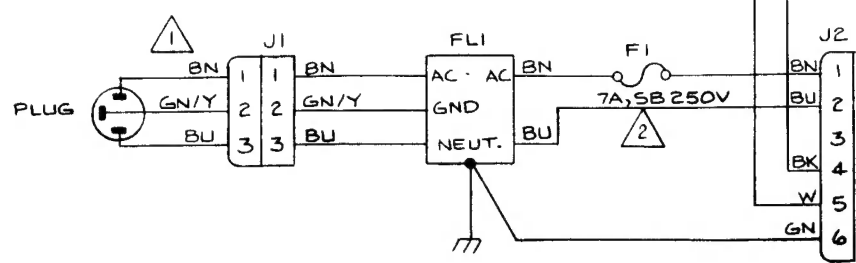 1
J1
FL1
F1
J2
BN 1 1 BN
AC · AC BN
BN 1
PLUG
GN/Y 2 2 GN/Y
GND
7A, SB 250V
BU 2
BU 3 3 BU
NEUT. BU
2
3
BK 4
W 5
GN 6